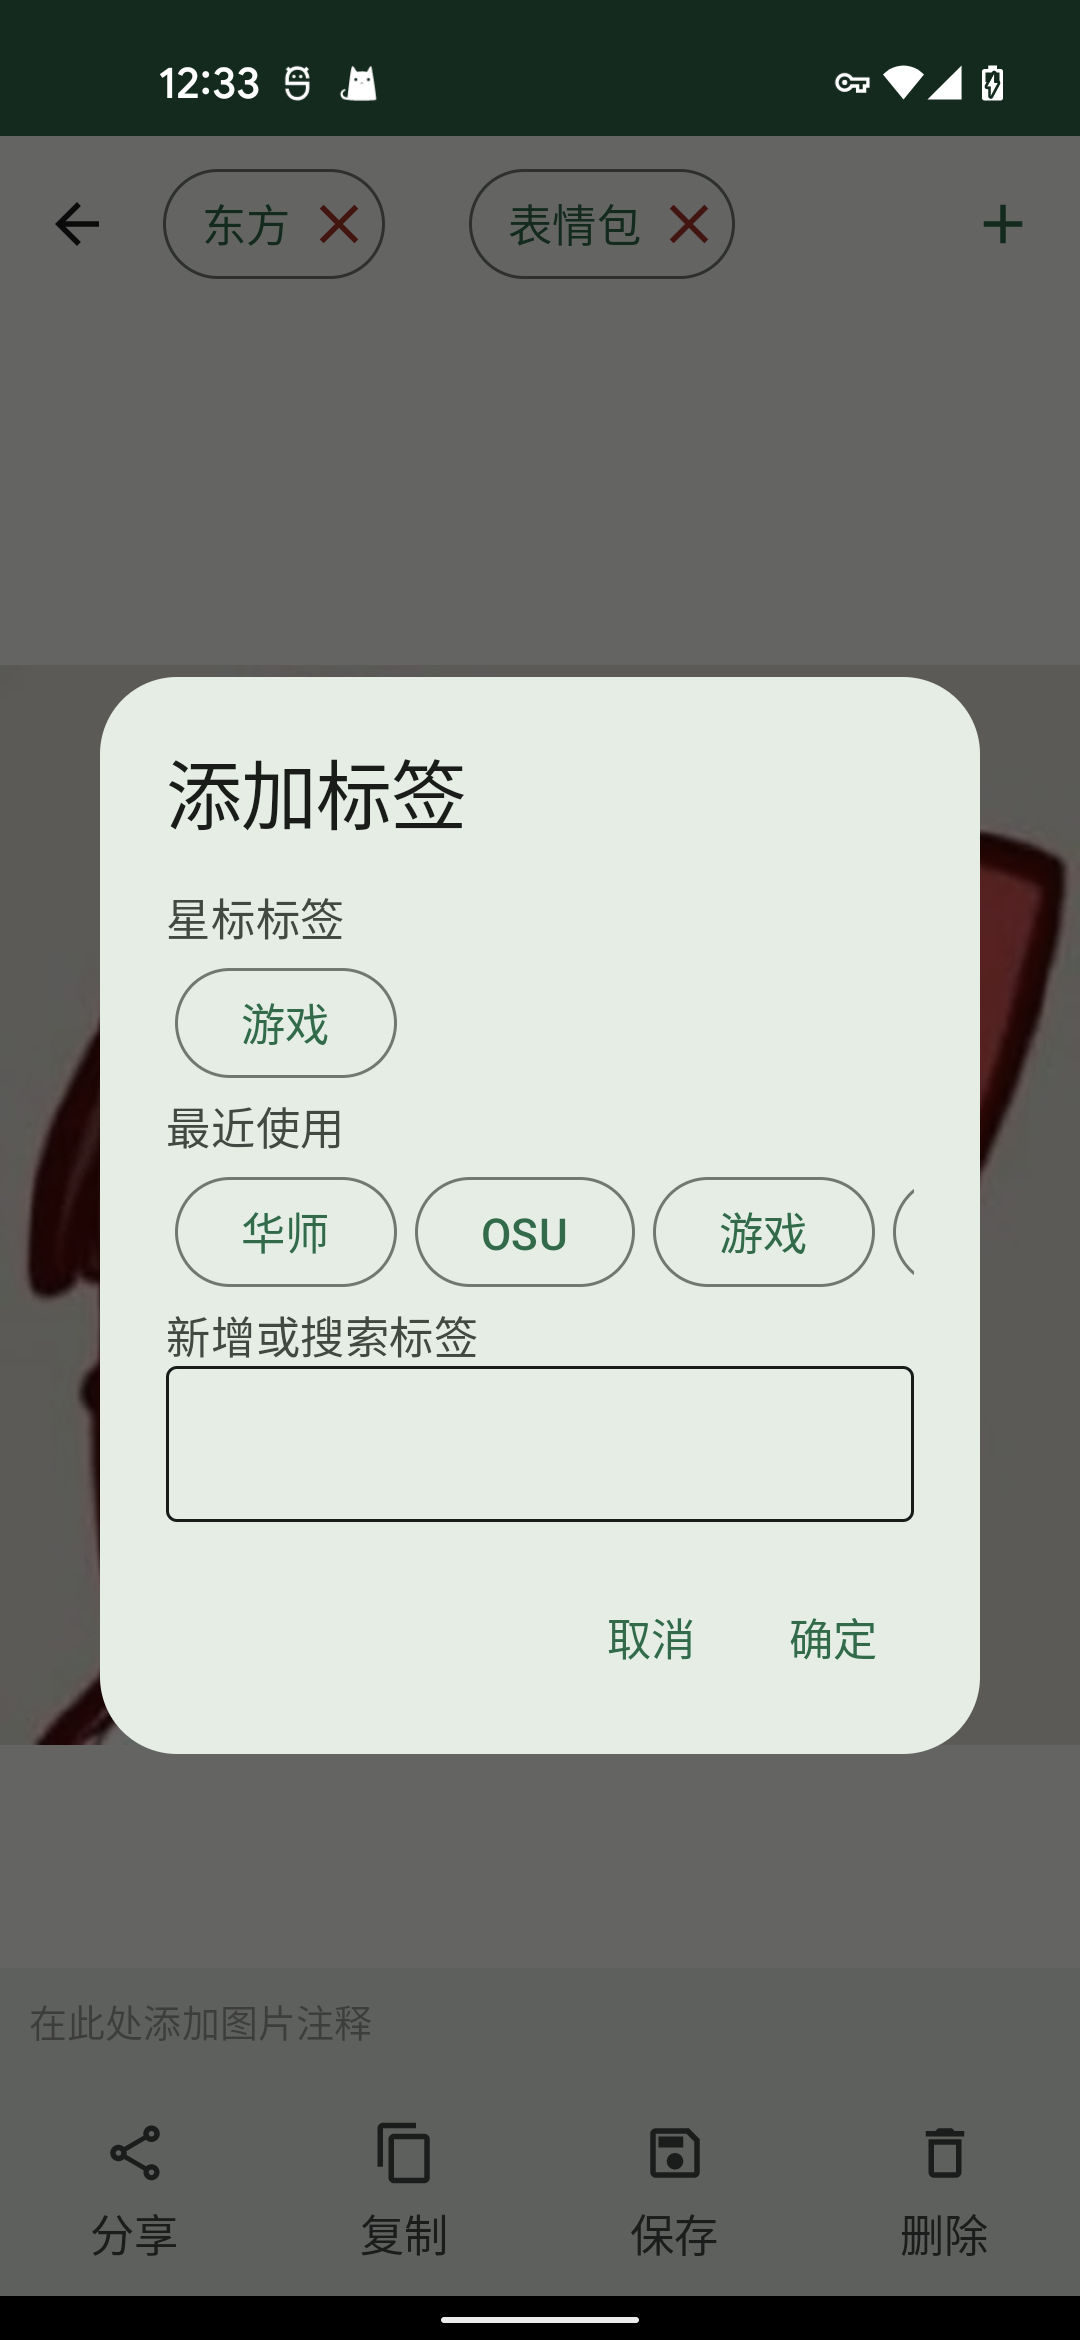 12:33
东方
表情包
添加标签
星标标签
游戏
最近使用
华师 OSU 游戏
新增或搜索标签
取消 确定
在此处添加图片注释
分享 复制 保存 删除